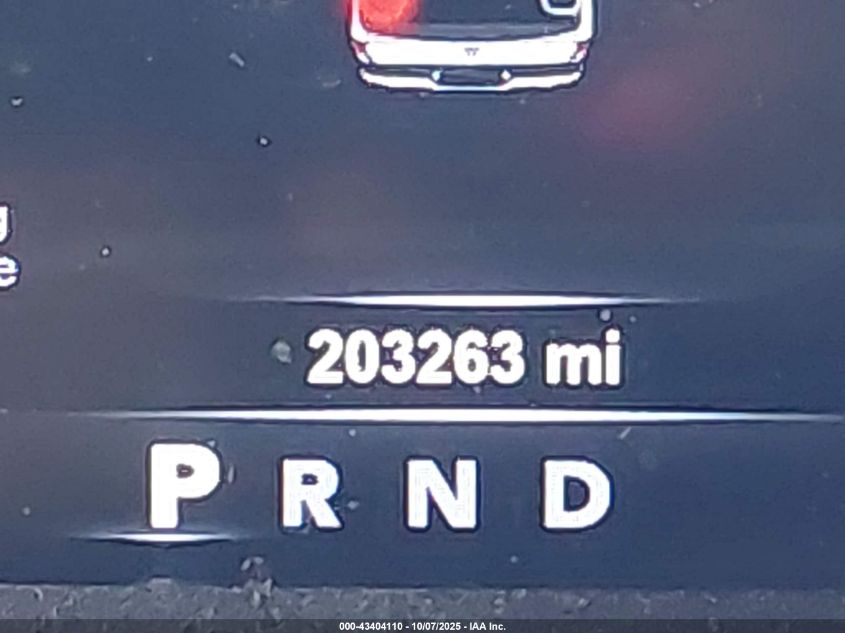 g
e
203263 mi
P R N D
000-43404110 - 10/07/2025 - IAA Inc.